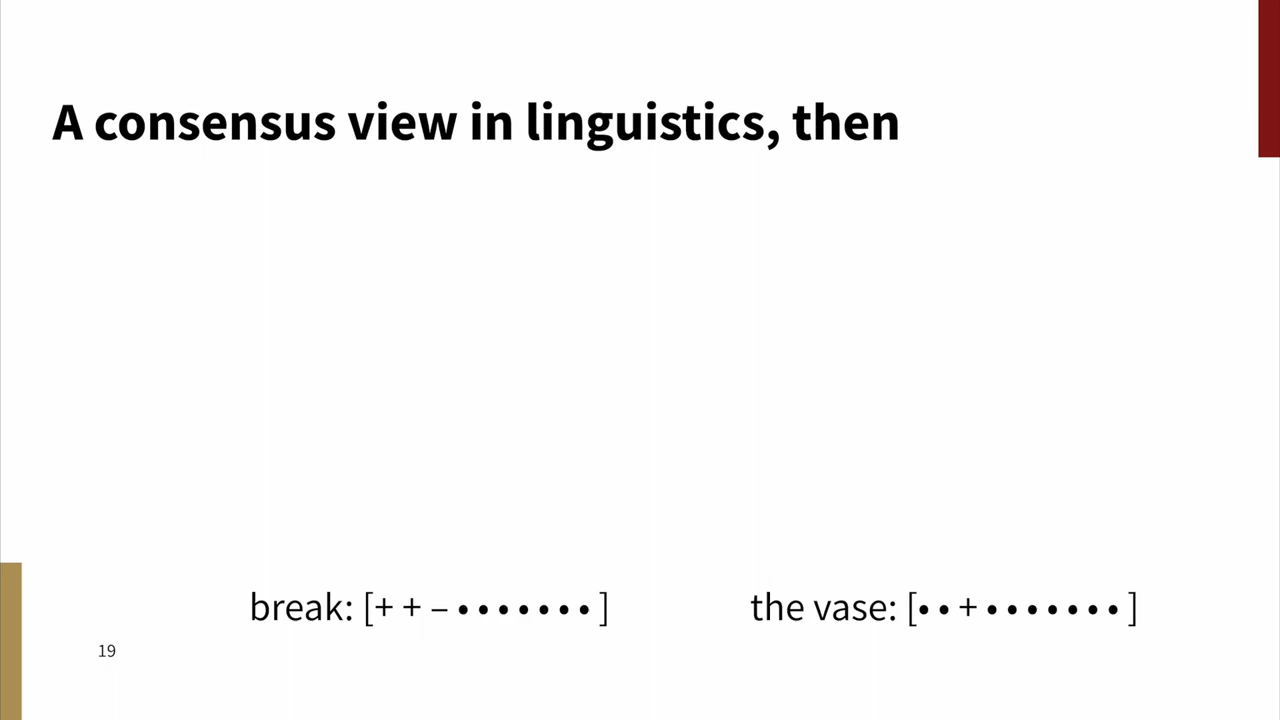 A consensus view in linguistics, then
break: [+ + – • • • • • • • ]
the vase: [• • + • • • • • • • ]
19